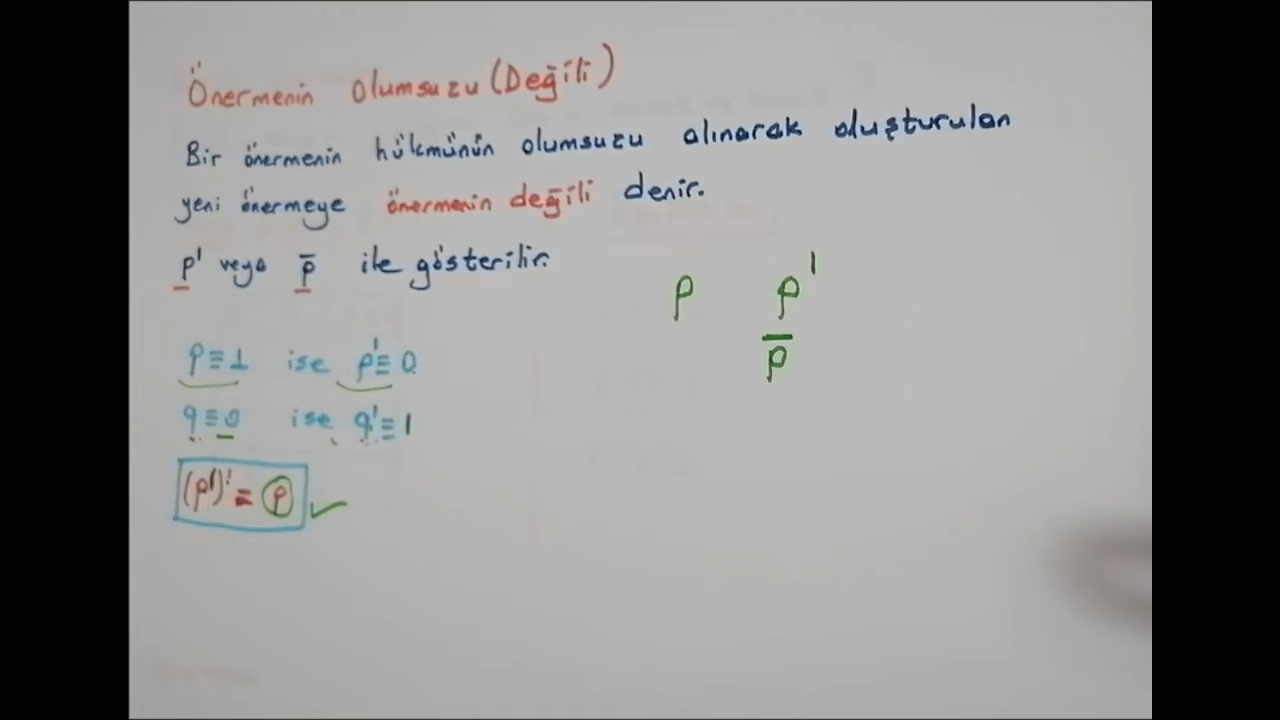 Önermenin Olumsuzu (Değili)
Bir önermenin hükmünün olumsuzu alınarak oluşturulan
yeni önermeye önermenin değili denir.
p' veya p̅ ile gösterilir.
p p'
p̅
p≡1 ise p'≡0
q≡0 ise q'≡1
(p')' = p